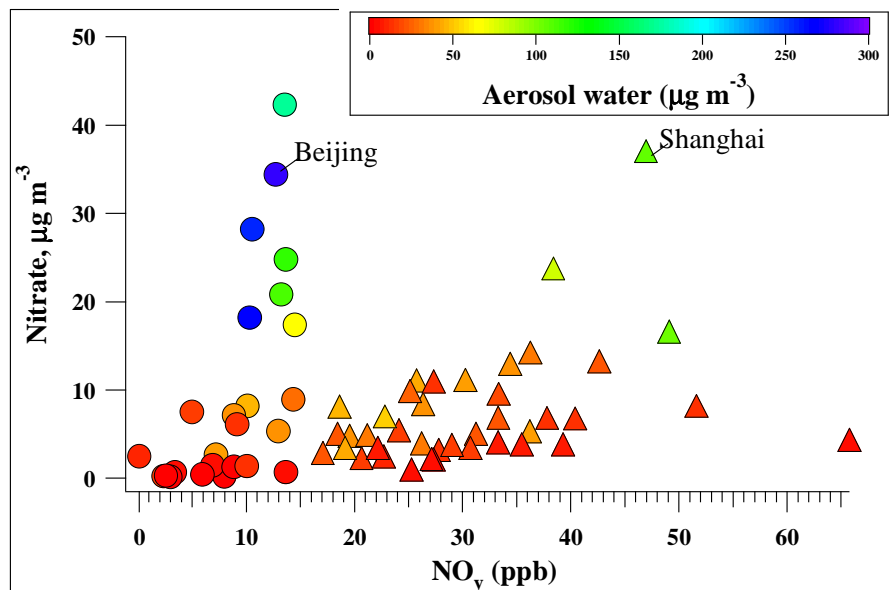 50
40
30
20
10
0
Nitrate, µg m⁻³
0 50 100 150 200 250 300
Aerosol water (µg m⁻³)
Beijing
Shanghai
0 10 20 30 40 50 60
NOy (ppb)